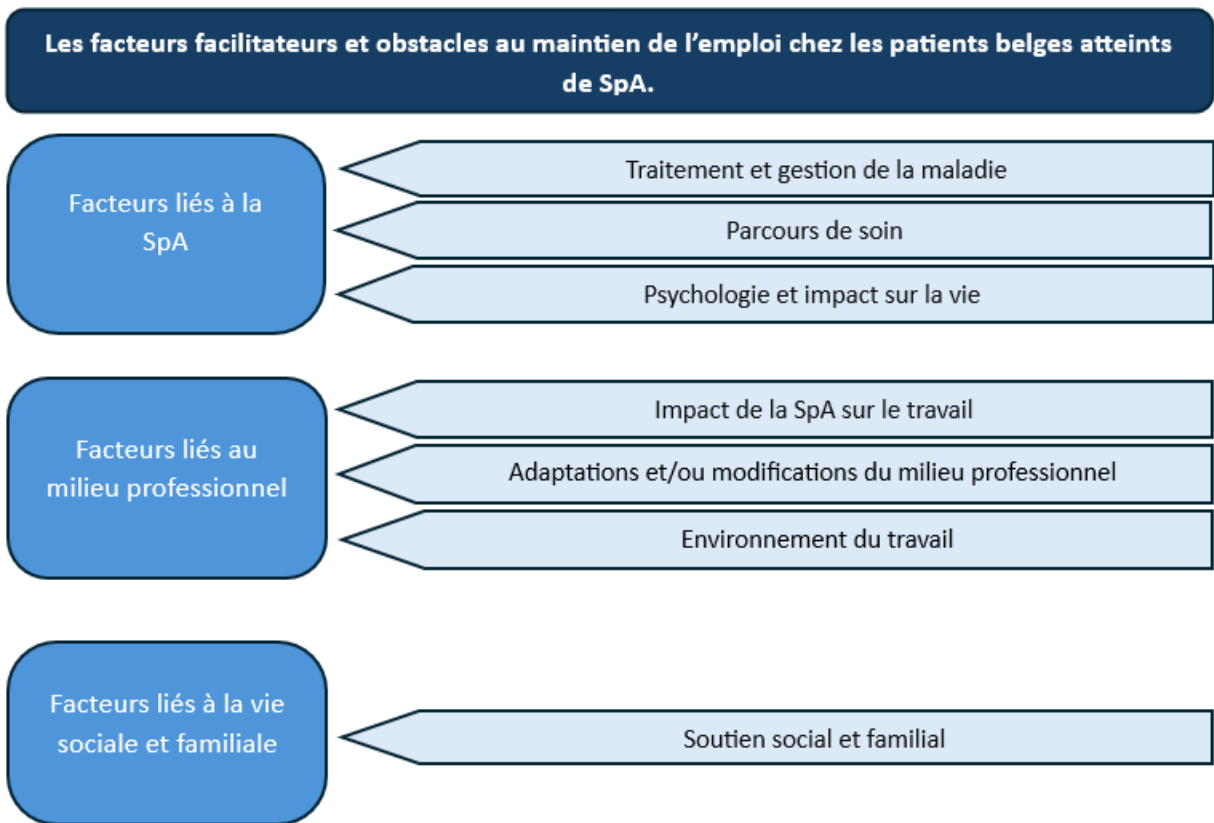 Les facteurs facilitateurs et obstacles au maintien de l’emploi chez les patients belges atteints
de SpA.
Facteurs liés à la
SpA
Traitement et gestion de la maladie
Parcours de soin
Psychologie et impact sur la vie
Facteurs liés au
milieu professionnel
Impact de la SpA sur le travail
Adaptations et/ou modifications du milieu professionnel
Environnement du travail
Facteurs liés à la vie
sociale et familiale
Soutien social et familial